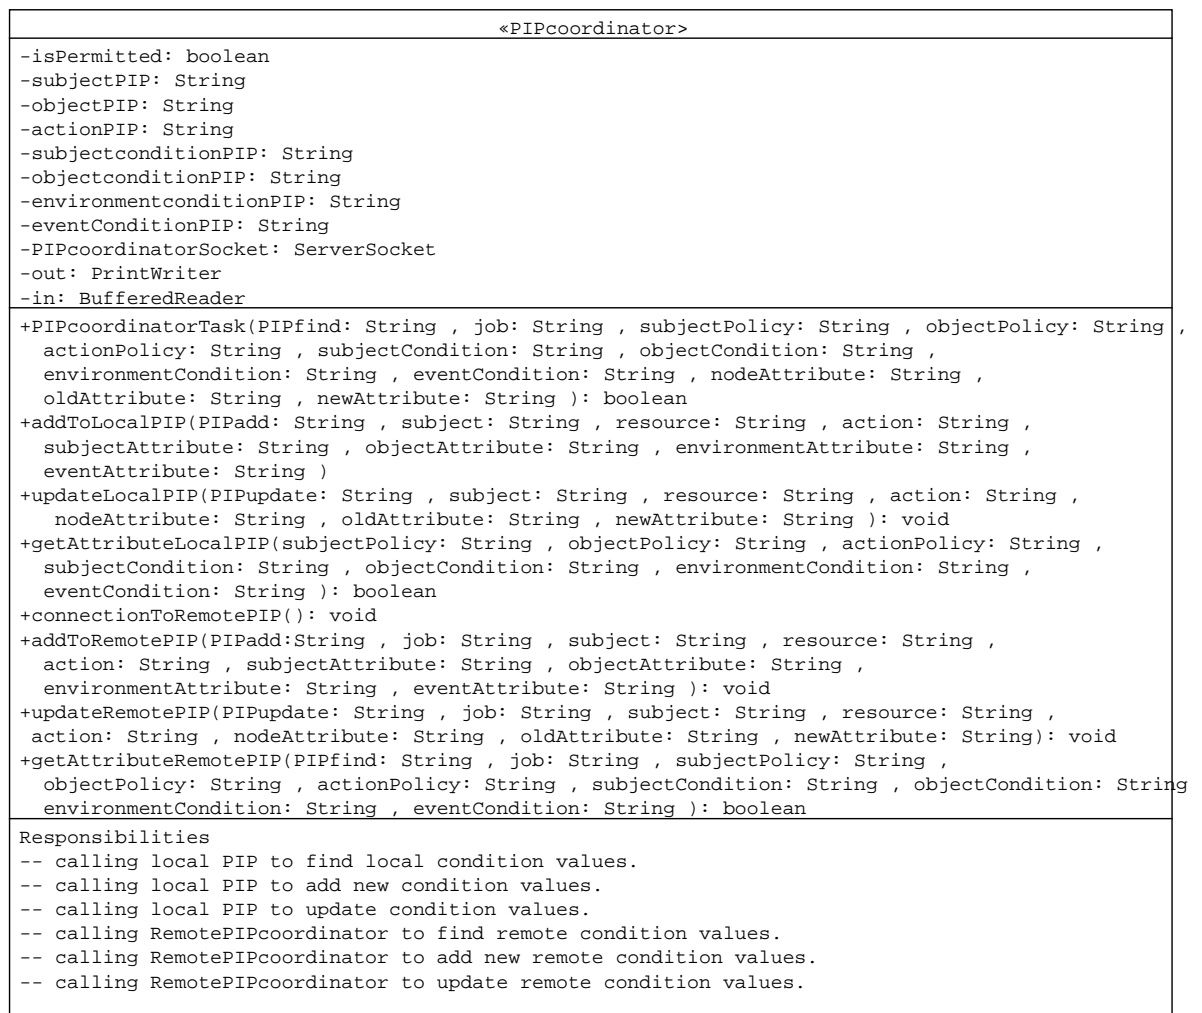 «PIPcoordinator>
-isPermitted: boolean
-subjectPIP: String
-objectPIP: String
-actionPIP: String
-subjectconditionPIP: String
-objectconditionPIP: String
-environmentconditionPIP: String
-eventConditionPIP: String
-PIPcoordinatorSocket: ServerSocket
-out: PrintWriter
-in: BufferedReader
+PIPcoordinatorTask(PIPfind: String , job: String , subjectPolicy: String , objectPolicy: String ,
actionPolicy: String , subjectCondition: String , objectCondition: String ,
environmentCondition: String , eventCondition: String , nodeAttribute: String ,
oldAttribute: String , newAttribute: String ): boolean
+addToLocalPIP(PIPadd: String , subject: String , resource: String , action: String ,
subjectAttribute: String , objectAttribute: String , environmentAttribute: String ,
eventAttribute: String )
+updateLocalPIP(PIPupdate: String , subject: String , resource: String , action: String ,
nodeAttribute: String , oldAttribute: String , newAttribute: String ): void
+getAttributeLocalPIP(subjectPolicy: String , objectPolicy: String , actionPolicy: String ,
subjectCondition: String , objectCondition: String , environmentCondition: String ,
eventCondition: String ): boolean
+connectionToRemotePIP(): void
+addToRemotePIP(PIPadd:String , job: String , subject: String , resource: String ,
action: String , subjectAttribute: String , objectAttribute: String ,
environmentAttribute: String , eventAttribute: String ): void
+updateRemotePIP(PIPupdate: String , job: String , subject: String , resource: String ,
action: String , nodeAttribute: String , oldAttribute: String , newAttribute: String): void
+getAttributeRemotePIP(PIPfind: String , job: String , subjectPolicy: String ,
objectPolicy: String , actionPolicy: String , subjectCondition: String , objectCondition: String
environmentCondition: String , eventCondition: String ): boolean
Responsibilities
-- calling local PIP to find local condition values.
-- calling local PIP to add new condition values.
-- calling local PIP to update condition values.
-- calling RemotePIPcoordinator to find remote condition values.
-- calling RemotePIPcoordinator to add new remote condition values.
-- calling RemotePIPcoordinator to update remote condition values.